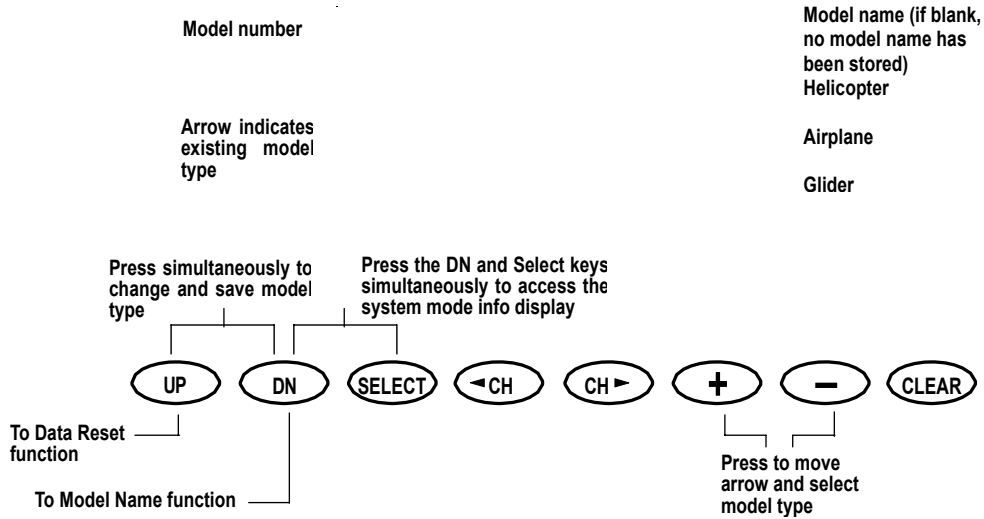 Model number
Model name (if blank,
no model name has
been stored)
Helicopter
Arrow indicates
existing model
type
Airplane
Glider
Press simultaneously to
change and save model
type
Press the DN and Select keys
simultaneously to access the
system mode info display
UP
DN
SELECT
◄CH
CH►
+
−
CLEAR
To Data Reset
function
To Model Name function
Press to move
arrow and select
model type